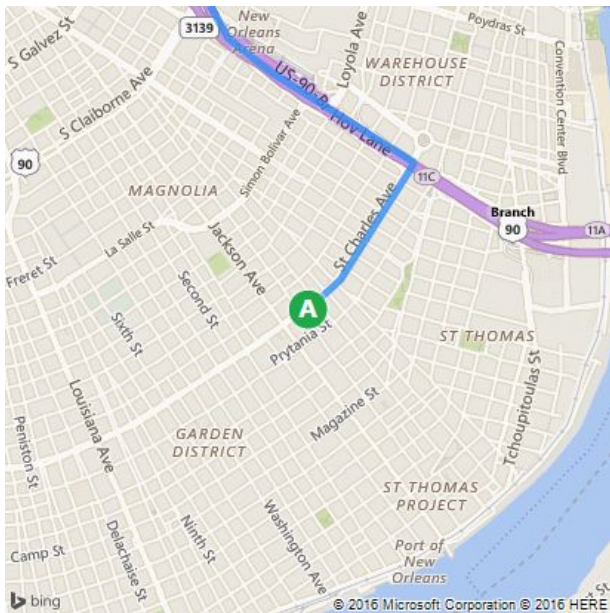 New
Orleans
Arena
Poydras St
3139
S Galvez St
Loyola Ave
WAREHOUSE
DISTRICT
Convention Center Blvd
US-90-B Hov Lane
S Claiborne Ave
Simon Bolivar Ave
90
11C
MAGNOLIA
St Charles Ave
Branch
90
11A
La Salle St
Jackson Ave
Freret St
Second St
A
Sixth St
Prytania St
ST THOMAS
Tchoupitoulas St
Louisiana Ave
Magazine St
Peniston St
GARDEN
DISTRICT
ST THOMAS
PROJECT
Washington Ave
Ninth St
Delachaise St
Camp St
Port of
New
Orleans
bing
© 2016 Microsoft Corporation © 2016 HERE